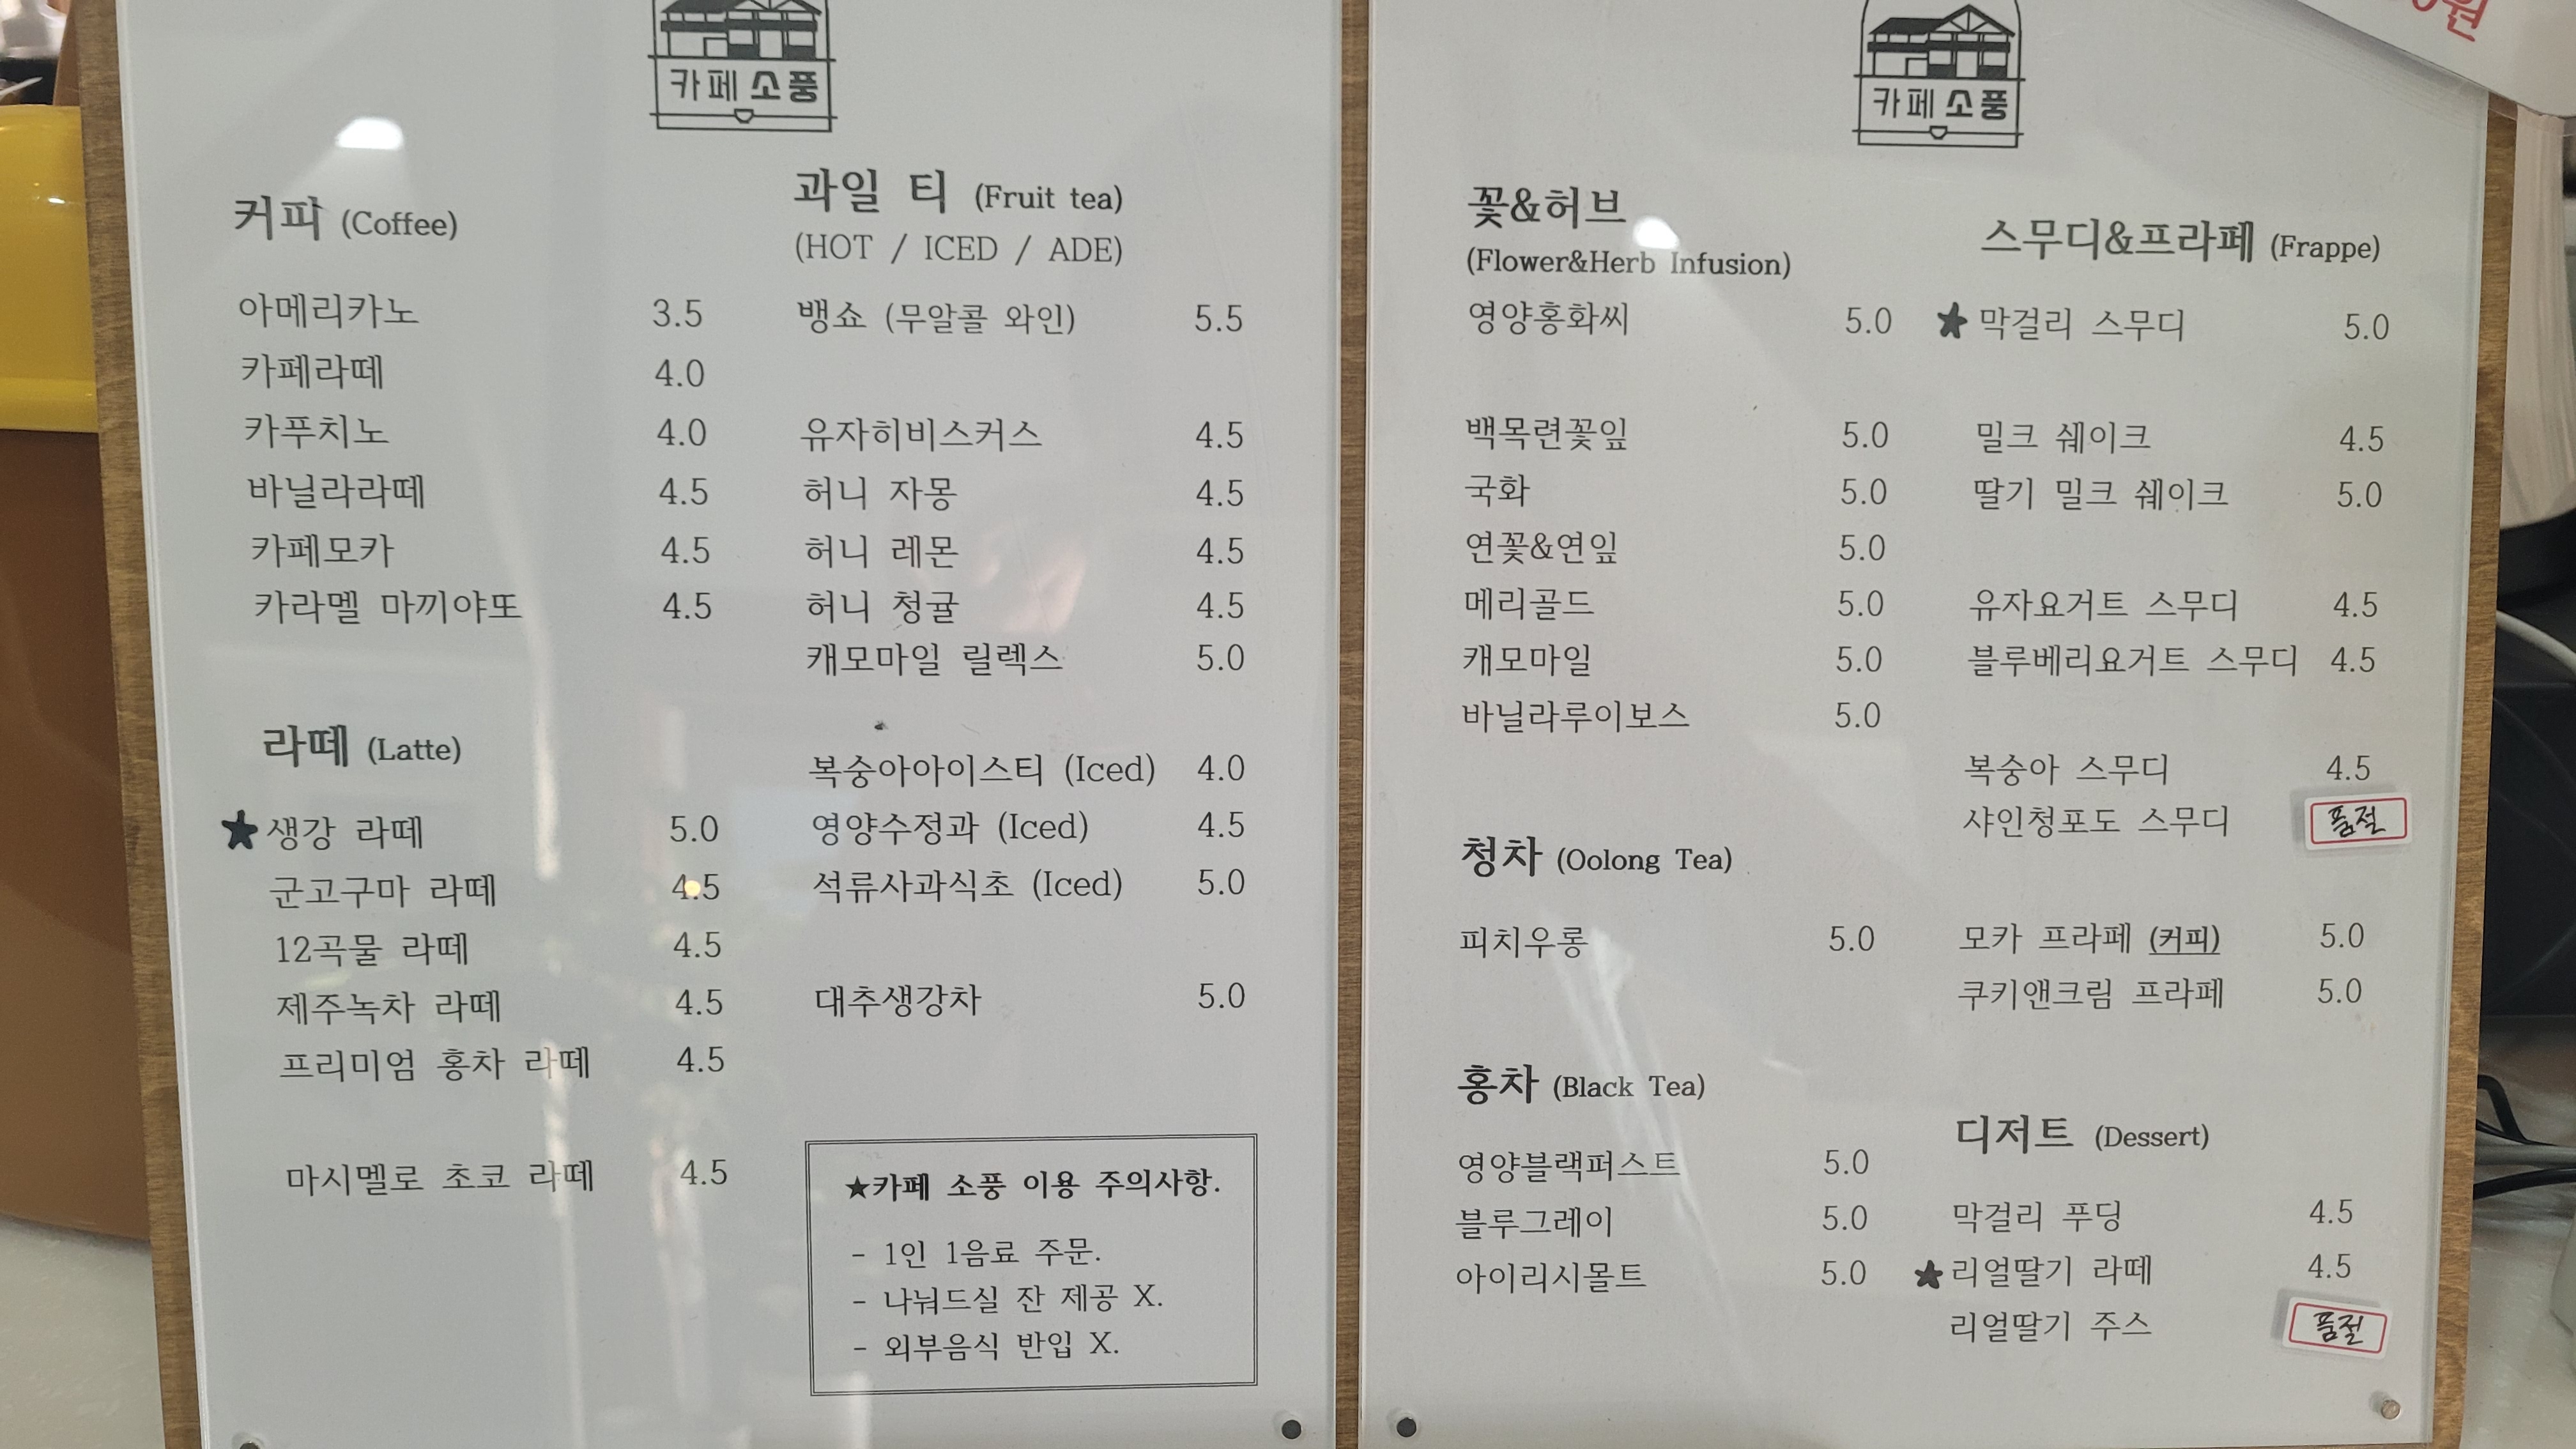 카페 소풍
커피 (Coffee)
아메리카노 3.5
카페라떼 4.0
카푸치노 4.0
바닐라라떼 4.5
카페모카 4.5
카라멜 마끼야또 4.5
라떼 (Latte)
★생강 라떼 5.0
군고구마 라떼 4.5
12곡물 라떼 4.5
제주녹차 라떼 4.5
프리미엄 홍차 라떼 4.5
마시멜로 초코 라떼 4.5
과일 티 (Fruit tea)
(HOT / ICED / ADE)
뱅쇼 (무알콜 와인) 5.5
유자히비스커스 4.5
허니 자몽 4.5
허니 레몬 4.5
허니 청귤 4.5
캐모마일 릴렉스 5.0
복숭아아이스티 (Iced) 4.0
영양수정과 (Iced) 4.5
석류사과식초 (Iced) 5.0
대추생강차 5.0
★카페 소풍 이용 주의사항.
- 1인 1음료 주문.
- 나눠드실 잔 제공 X.
- 외부음식 반입 X.
카페 소풍
꽃&허브
(Flower&Herb Infusion)
영양홍화씨 5.0
백목련꽃잎 5.0
국화 5.0
연꽃&연잎 5.0
메리골드 5.0
캐모마일 5.0
바닐라루이보스 5.0
청차 (Oolong Tea)
피치우롱 5.0
홍차 (Black Tea)
영양블랙퍼스트 5.0
블루그레이 5.0
아이리시몰트 5.0
스무디&프라페 (Frappe)
★막걸리 스무디 5.0
밀크 쉐이크 4.5
딸기 밀크 쉐이크 5.0
유자요거트 스무디 4.5
블루베리요거트 스무디 4.5
복숭아 스무디 4.5
샤인청포도 스무디 품절
모카 프라페 (커피) 5.0
쿠키앤크림 프라페 5.0
디저트 (Dessert)
막걸리 푸딩 4.5
★리얼딸기 라떼 4.5
리얼딸기 주스 품절